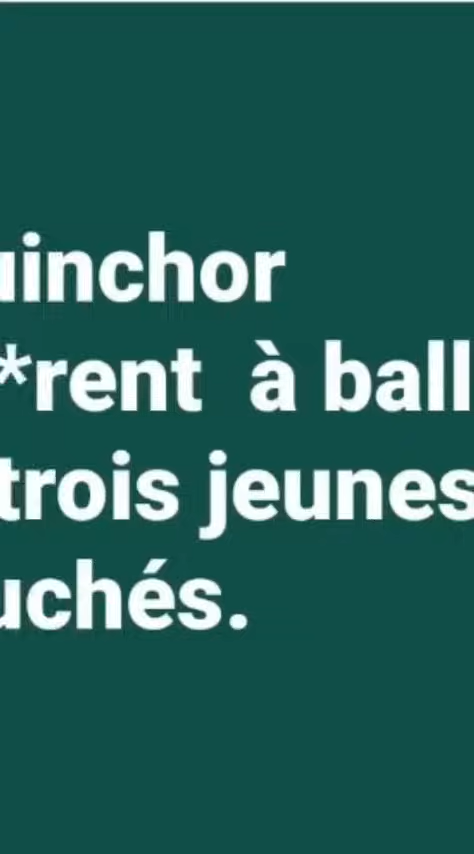 uinchor
*rent à ball
trois jeunes
uchés.